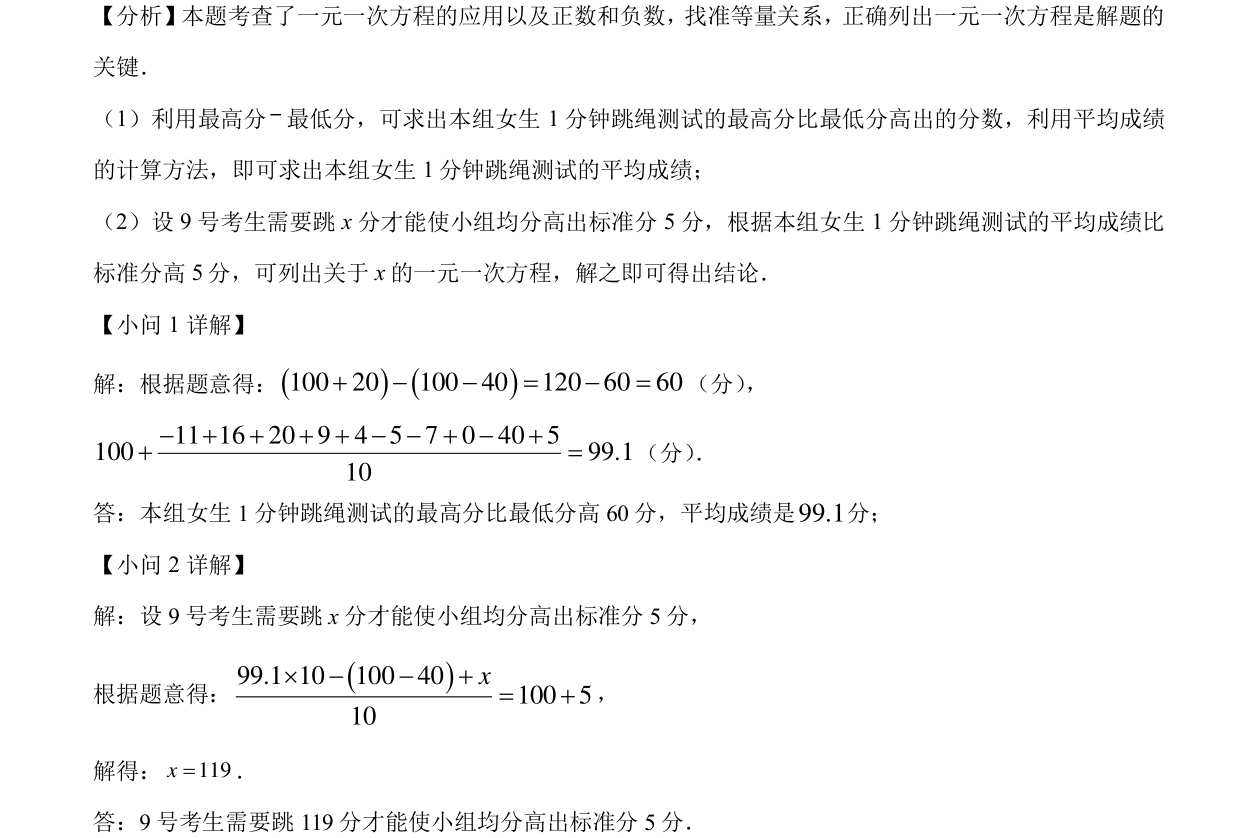 【分析】本题考查了一元一次方程的应用以及正数和负数，找准等量关系，正确列出一元一次方程是解题的
关键．
（1）利用最高分－最低分，可求出本组女生 1 分钟跳绳测试的最高分比最低分高出的分数，利用平均成绩
的计算方法，即可求出本组女生 1 分钟跳绳测试的平均成绩；
（2）设 9 号考生需要跳 x 分才能使小组均分高出标准分 5 分，根据本组女生 1 分钟跳绳测试的平均成绩比
标准分高 5 分，可列出关于 x 的一元一次方程，解之即可得出结论．
【小问 1 详解】
解：根据题意得：(100+20)−(100−40)=120−60=60（分），
100+
−11+16+20+9+4−5−7+0−40+5
10
=99.1（分）．
答：本组女生 1 分钟跳绳测试的最高分比最低分高 60 分，平均成绩是99.1分；
【小问 2 详解】
解：设 9 号考生需要跳 x 分才能使小组均分高出标准分 5 分，
根据题意得：
99.1×10−(100−40)+x
10
=100+5，
解得：x=119．
答：9 号考生需要跳 119 分才能使小组均分高出标准分 5 分．